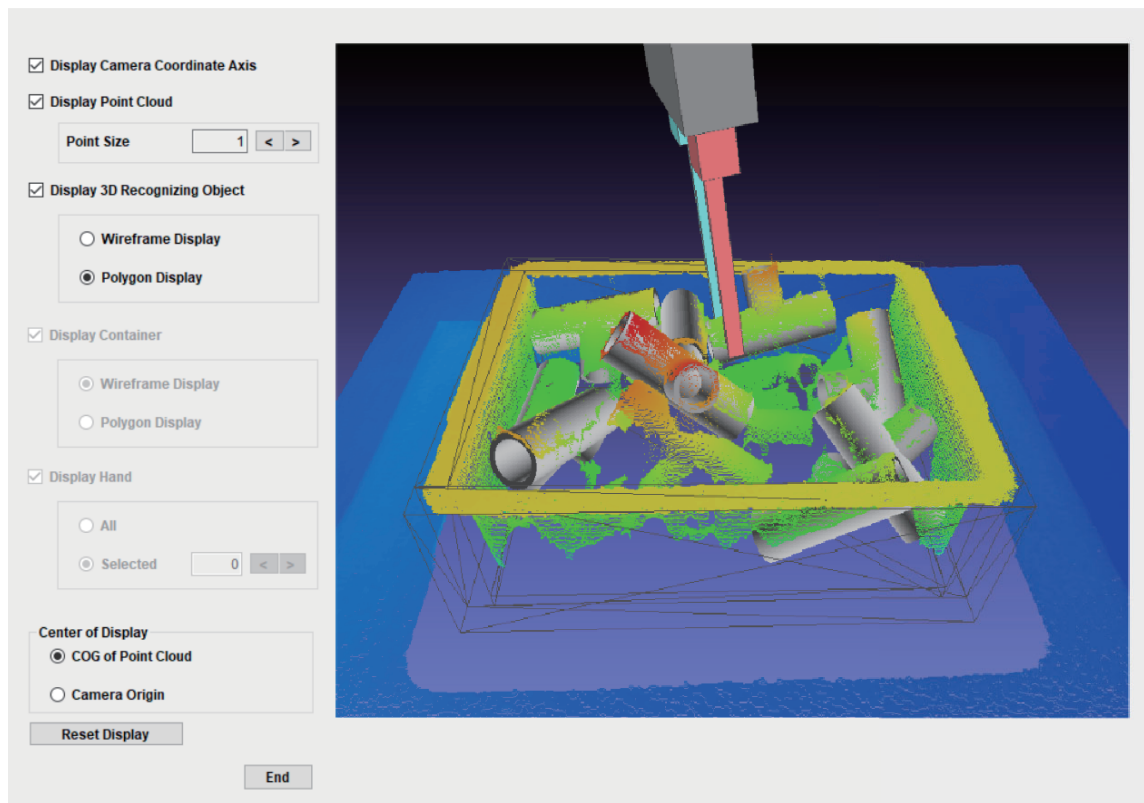 Display Camera Coordinate Axis
Display Point Cloud
Point Size 1 < >
Display 3D Recognizing Object
Wireframe Display
Polygon Display
Display Container
Wireframe Display
Polygon Display
Display Hand
All
Selected 0 < >
Center of Display
COG of Point Cloud
Camera Origin
Reset Display
End